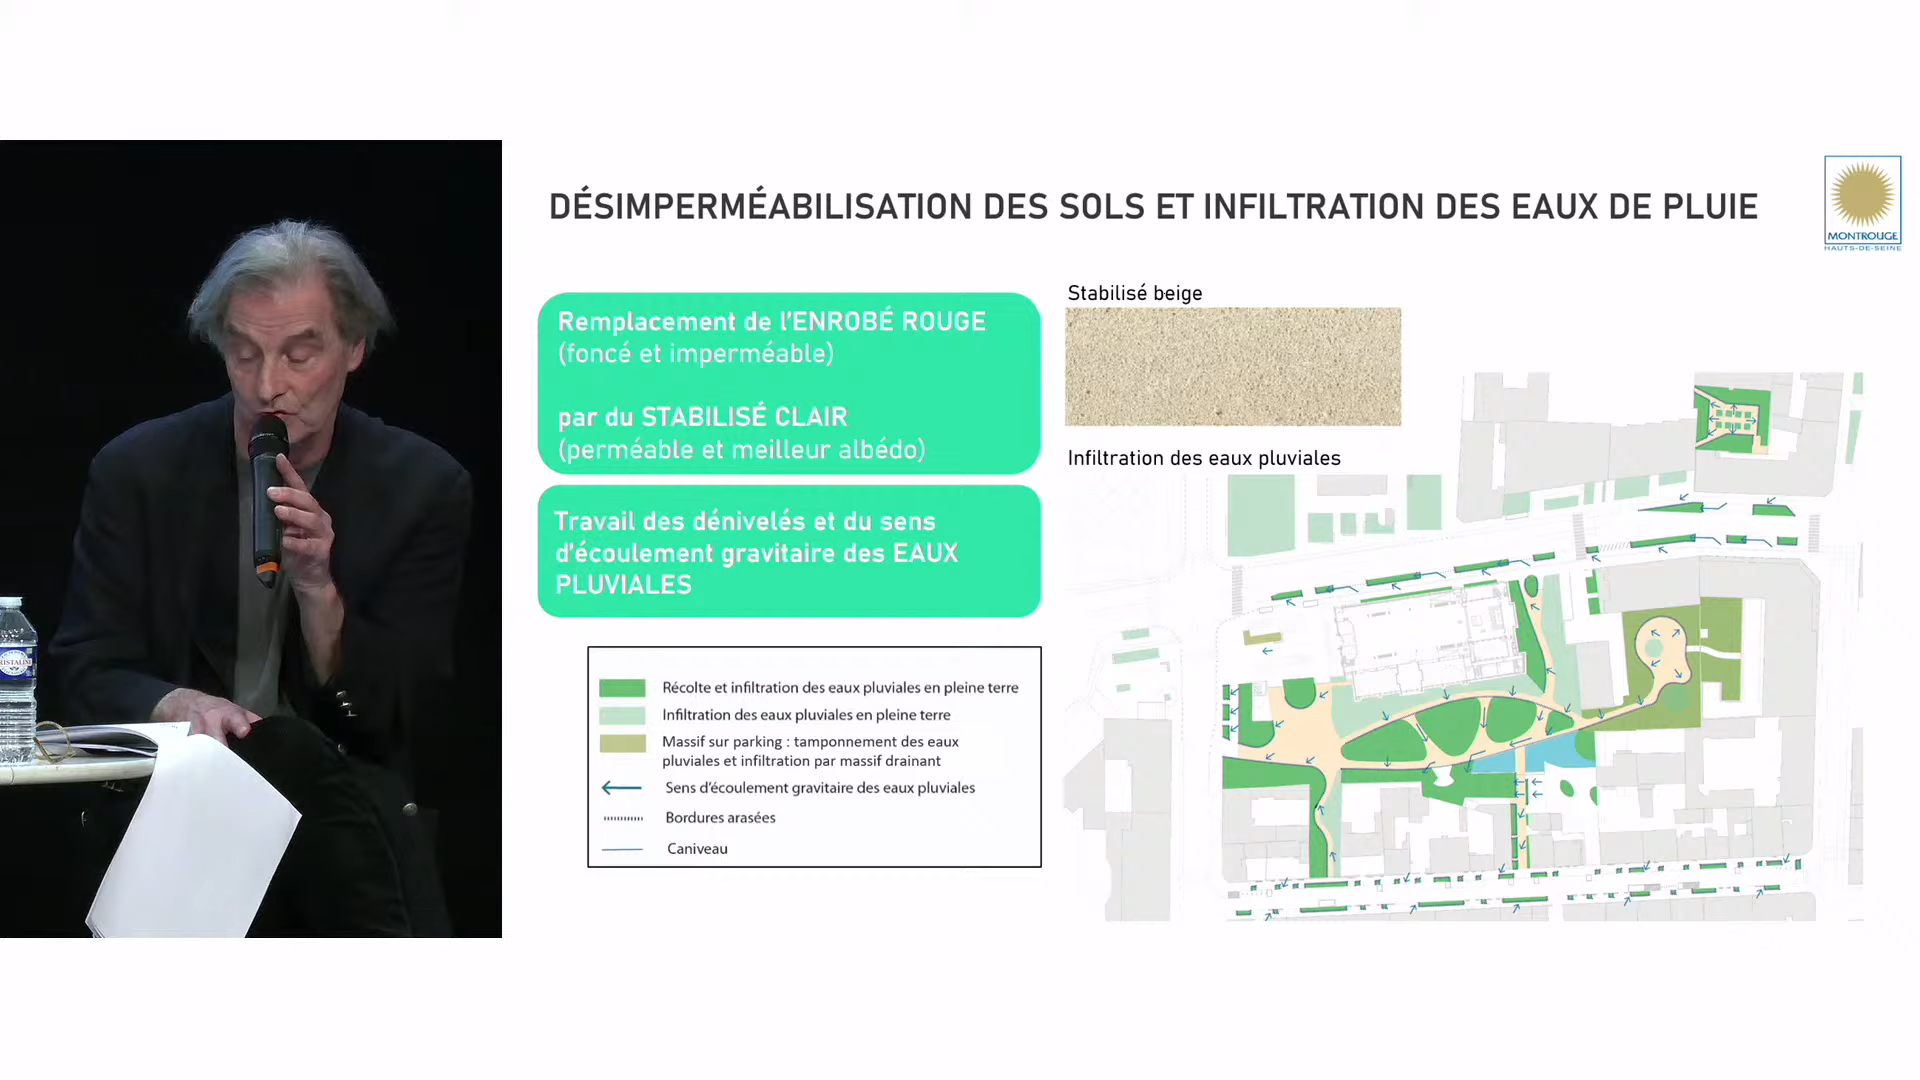 DÉSIMPERMÉABILISATION DES SOLS ET INFILTRATION DES EAUX DE PLUIE
MONTROUGE
HAUTS-DE-SEINE
Remplacement de l'ENROBÉ ROUGE
(foncé et imperméable)
par du STABILISÉ CLAIR
(perméable et meilleur albédo)
Travail des dénivelés et du sens
d'écoulement gravitaire des EAUX
PLUVIALES
Stabilisé beige
Infiltration des eaux pluviales
Récolte et infiltration des eaux pluviales en pleine terre
Infiltration des eaux pluviales en pleine terre
Massif sur parking : tamponnement des eaux
pluviales et infiltration par massif drainant
Sens d'écoulement gravitaire des eaux pluviales
Bordures arasées
Caniveau